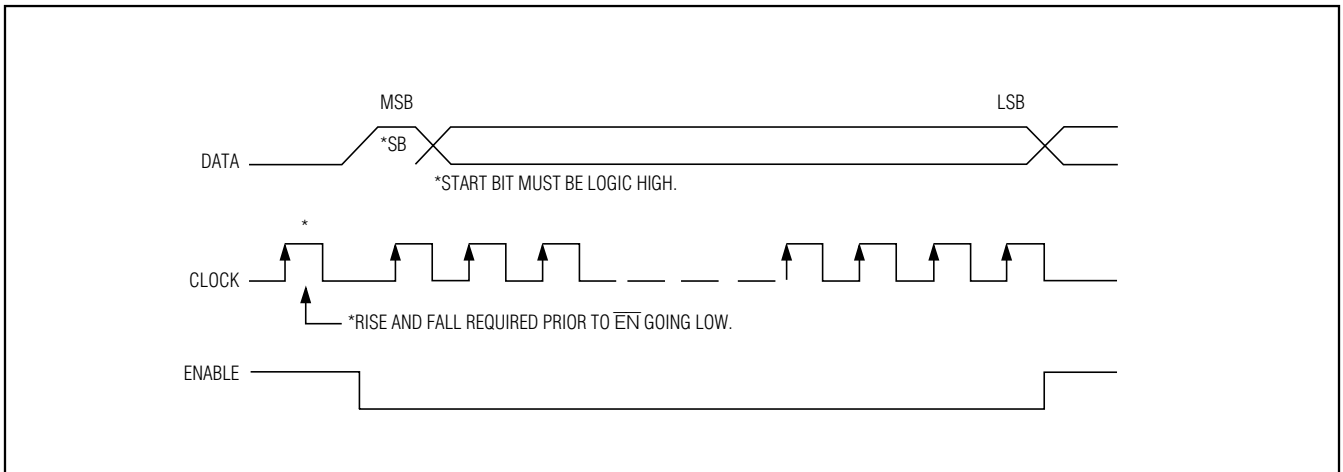 MSB
LSB
*SB
DATA
*START BIT MUST BE LOGIC HIGH.
*
CLOCK
*RISE AND FALL REQUIRED PRIOR TO E̅N̅ GOING LOW.
ENABLE